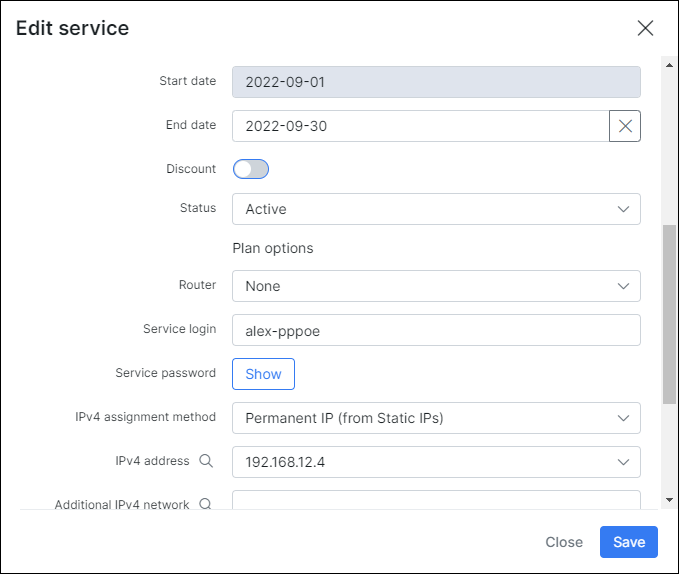 Edit service
Start date 2022-09-01
End date 2022-09-30
Discount
Status Active
Plan options
Router None
Service login alex-pppoe
Service password Show
IPv4 assignment method Permanent IP (from Static IPs)
IPv4 address 192.168.12.4
Additional IPv4 network
Close Save